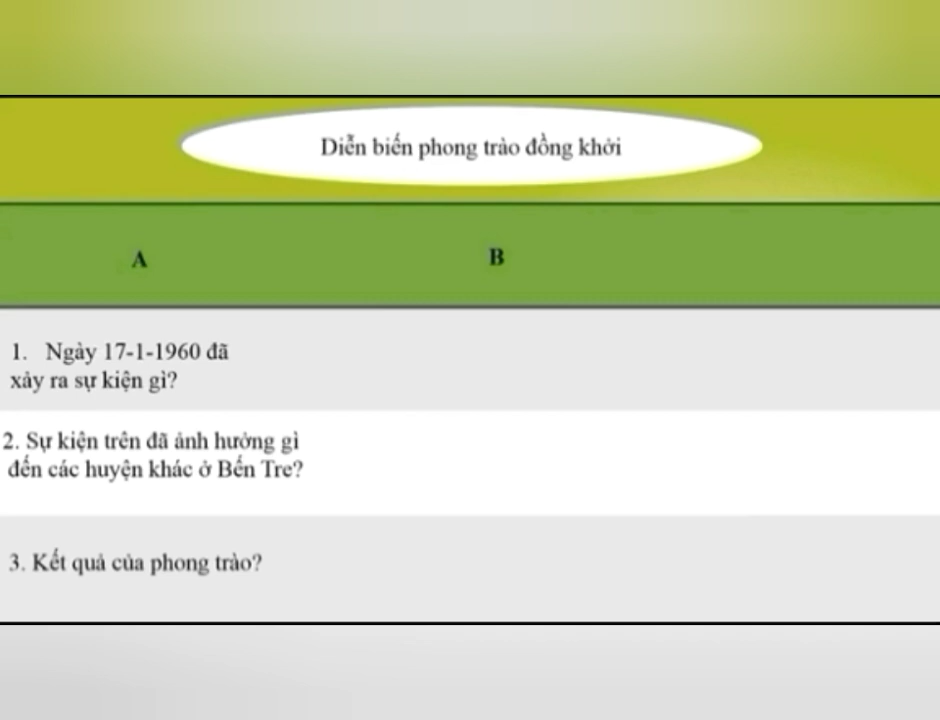 Diễn biến phong trào đồng khởi
A B
1. Ngày 17-1-1960 đã
xảy ra sự kiện gì?
2. Sự kiện trên đã ảnh hưởng gì
đến các huyện khác ở Bến Tre?
3. Kết quả của phong trào?